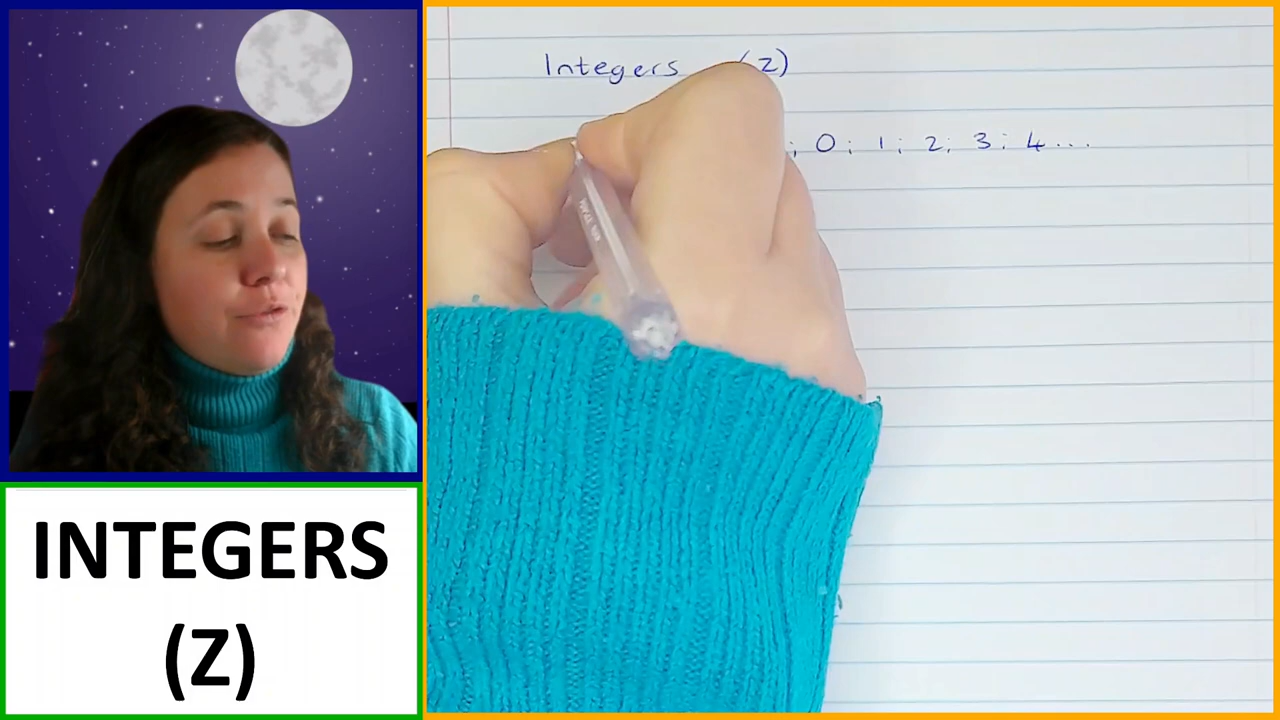 Integers (Z)
; 0 ; 1 ; 2 ; 3 ; 4 ...
INTEGERS
(Z)